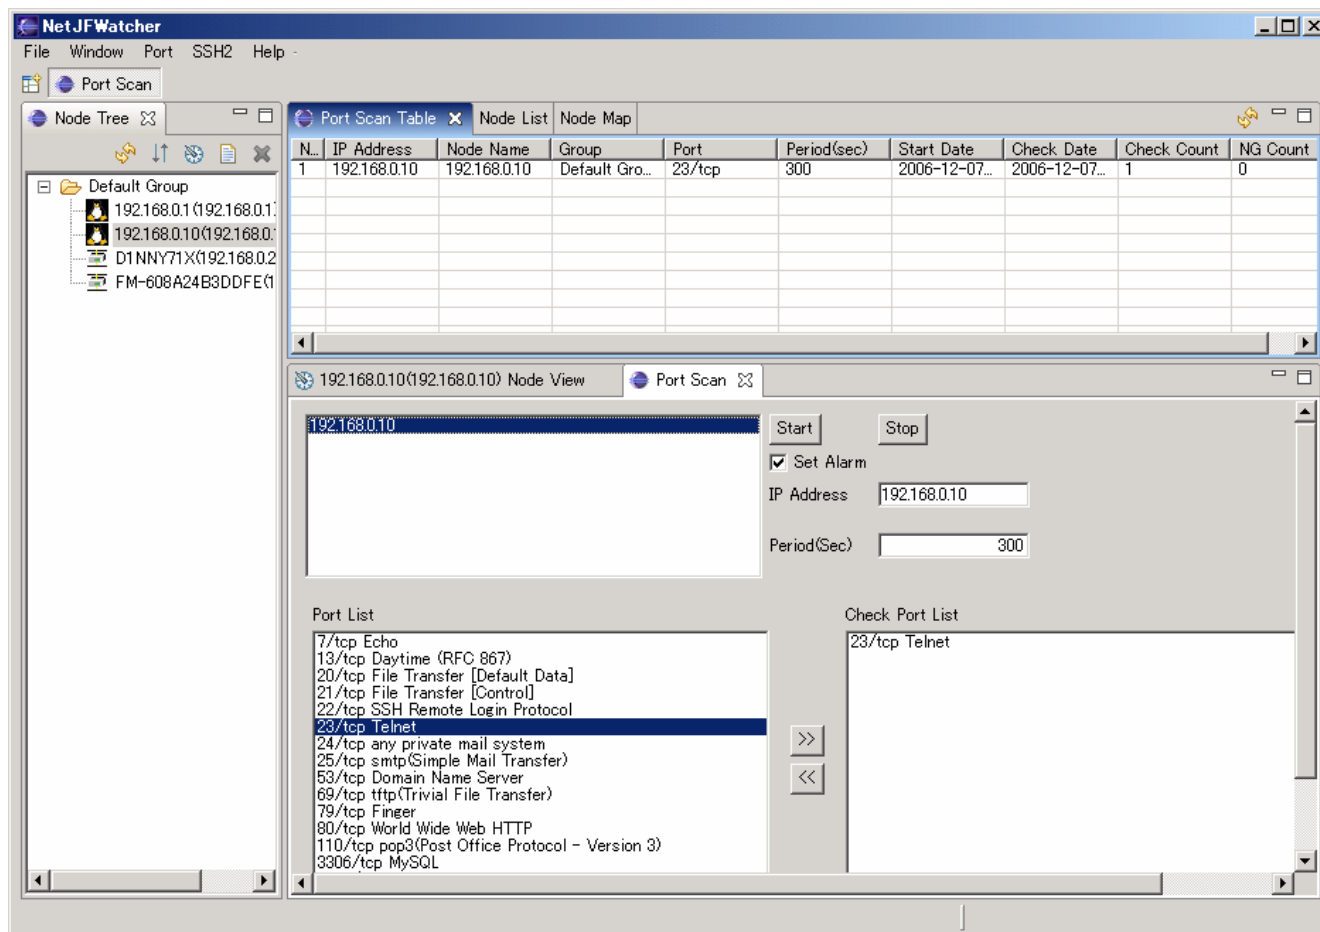 NetJFWatcher
File Window Port SSH2 Help
Port Scan
Node Tree
Default Group
192.168.0.1(192.168.0.1)
192.168.0.10(192.168.0.
D1NNY71X(192.168.0.2
FM-608A24B3DDFE(1
Port Scan Table Node List Node Map
N... IP Address Node Name Group Port Period(sec) Start Date Check Date Check Count NG Count
1 192.168.0.10 192.168.0.10 Default Gro... 23/tcp 300 2006-12-07... 2006-12-07... 1 0
192.168.0.10(192.168.0.10) Node View Port Scan
192.168.0.10
Start Stop
Set Alarm
IP Address 192.168.0.10
Period(Sec) 300
Port List
7/tcp Echo
13/tcp Daytime (RFC 867)
20/tcp File Transfer [Default Data]
21/tcp File Transfer [Control]
22/tcp SSH Remote Login Protocol
23/tcp Telnet
24/tcp any private mail system
25/tcp smtp(Simple Mail Transfer)
53/tcp Domain Name Server
69/tcp tftp(Trivial File Transfer)
79/tcp Finger
80/tcp World Wide Web HTTP
110/tcp pop3(Post Office Protocol - Version 3)
3306/tcp MySQL
>>
<<
Check Port List
23/tcp Telnet